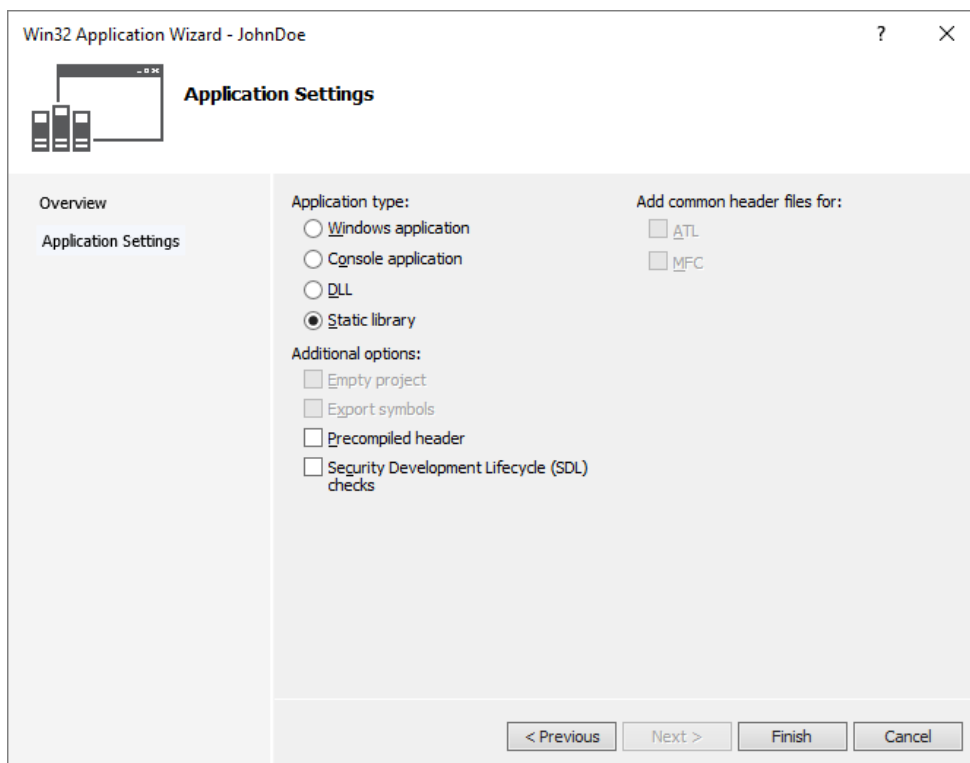 Win32 Application Wizard - JohnDoe
?
Application Settings
Overview
Application Settings
Application type:
Windows application
Console application
DLL
Static library
Additional options:
Empty project
Export symbols
Precompiled header
Security Development Lifecycle (SDL)
checks
Add common header files for:
ATL
MFC
< Previous
Next >
Finish
Cancel